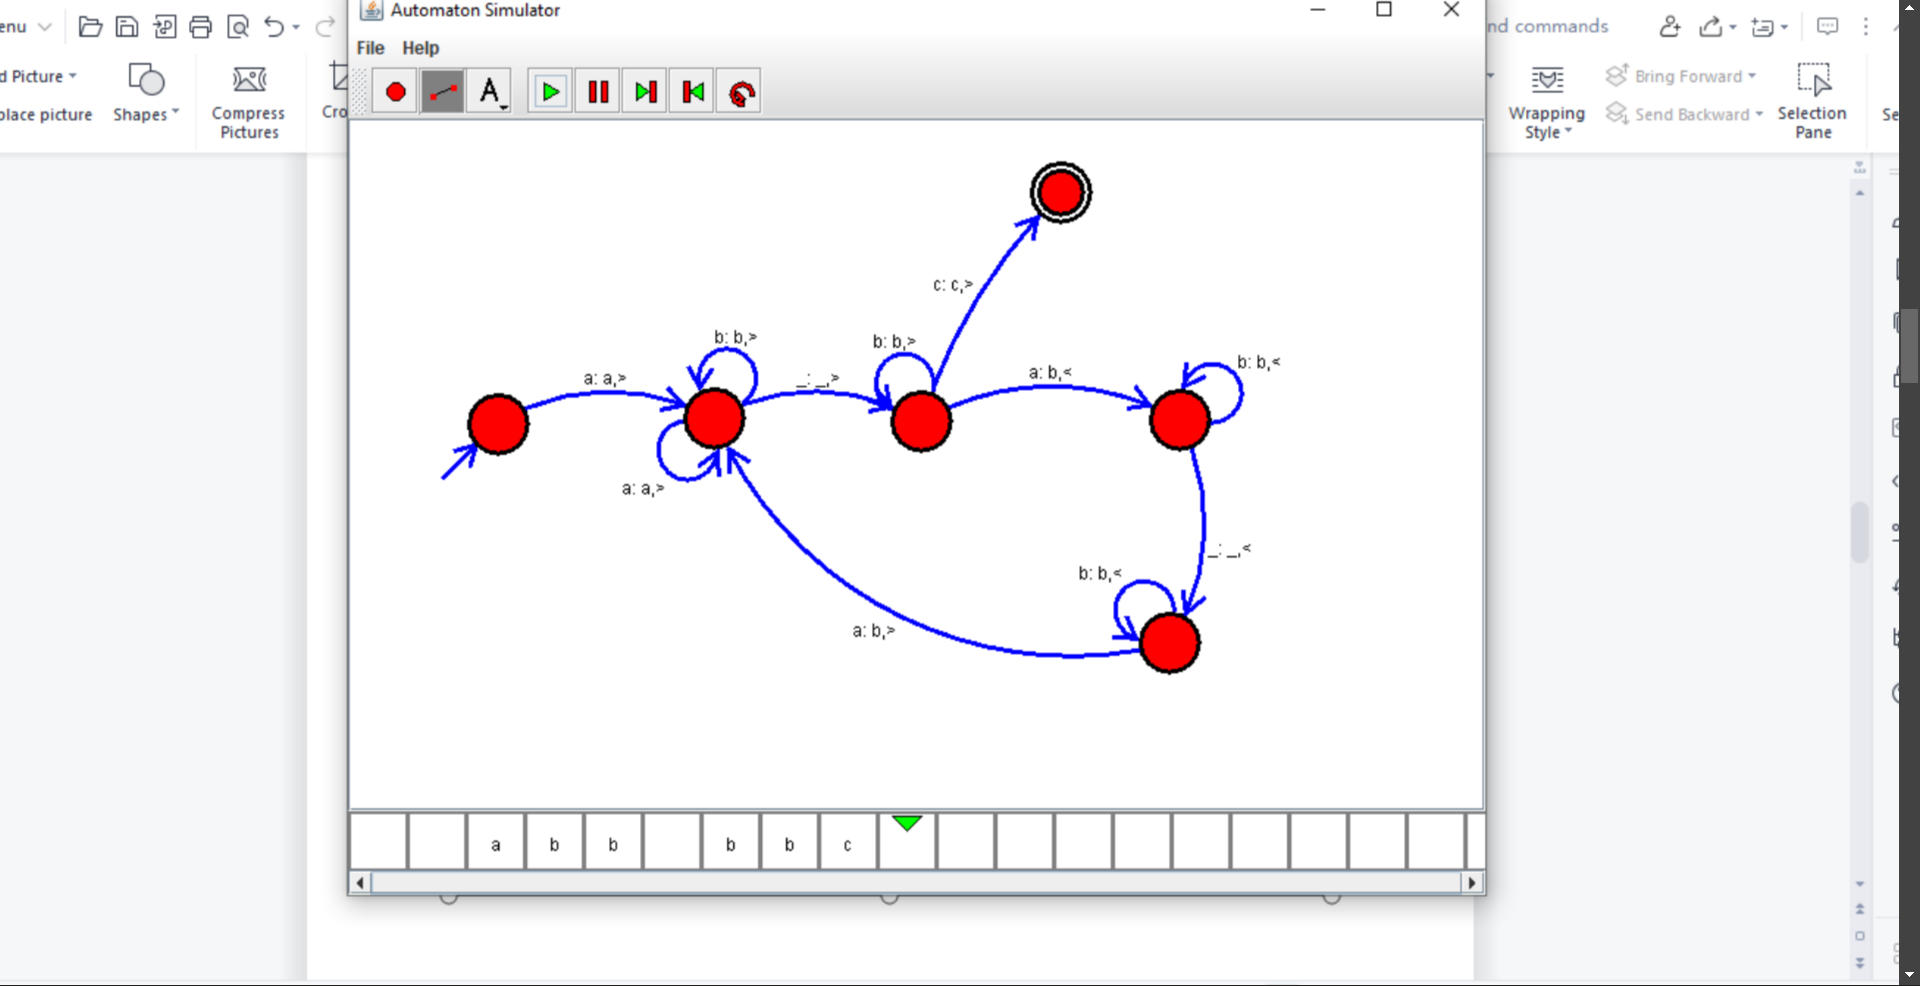 Automaton Simulator
enu
nd commands
File Help
d Picture
Bring Forward
place picture
Shapes
Compress
Pictures
Cro
A
Wrapping
Style
Send Backward
Selection
Pane
Se
c: c,>
b: b,>
b: b,>
b: b,<
a: a,>
_: _,>
a: b,<
a: a,>
_: _,<
b: b,<
a: b,>
a b b b b c